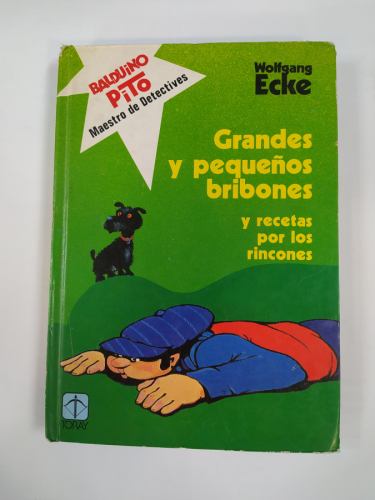 BALDUINO
PiTO
Maestro de Detectives
Wolfgang
Ecke
Grandes
y pequeños
bribones
y recetas
por los
rincones
TORAY